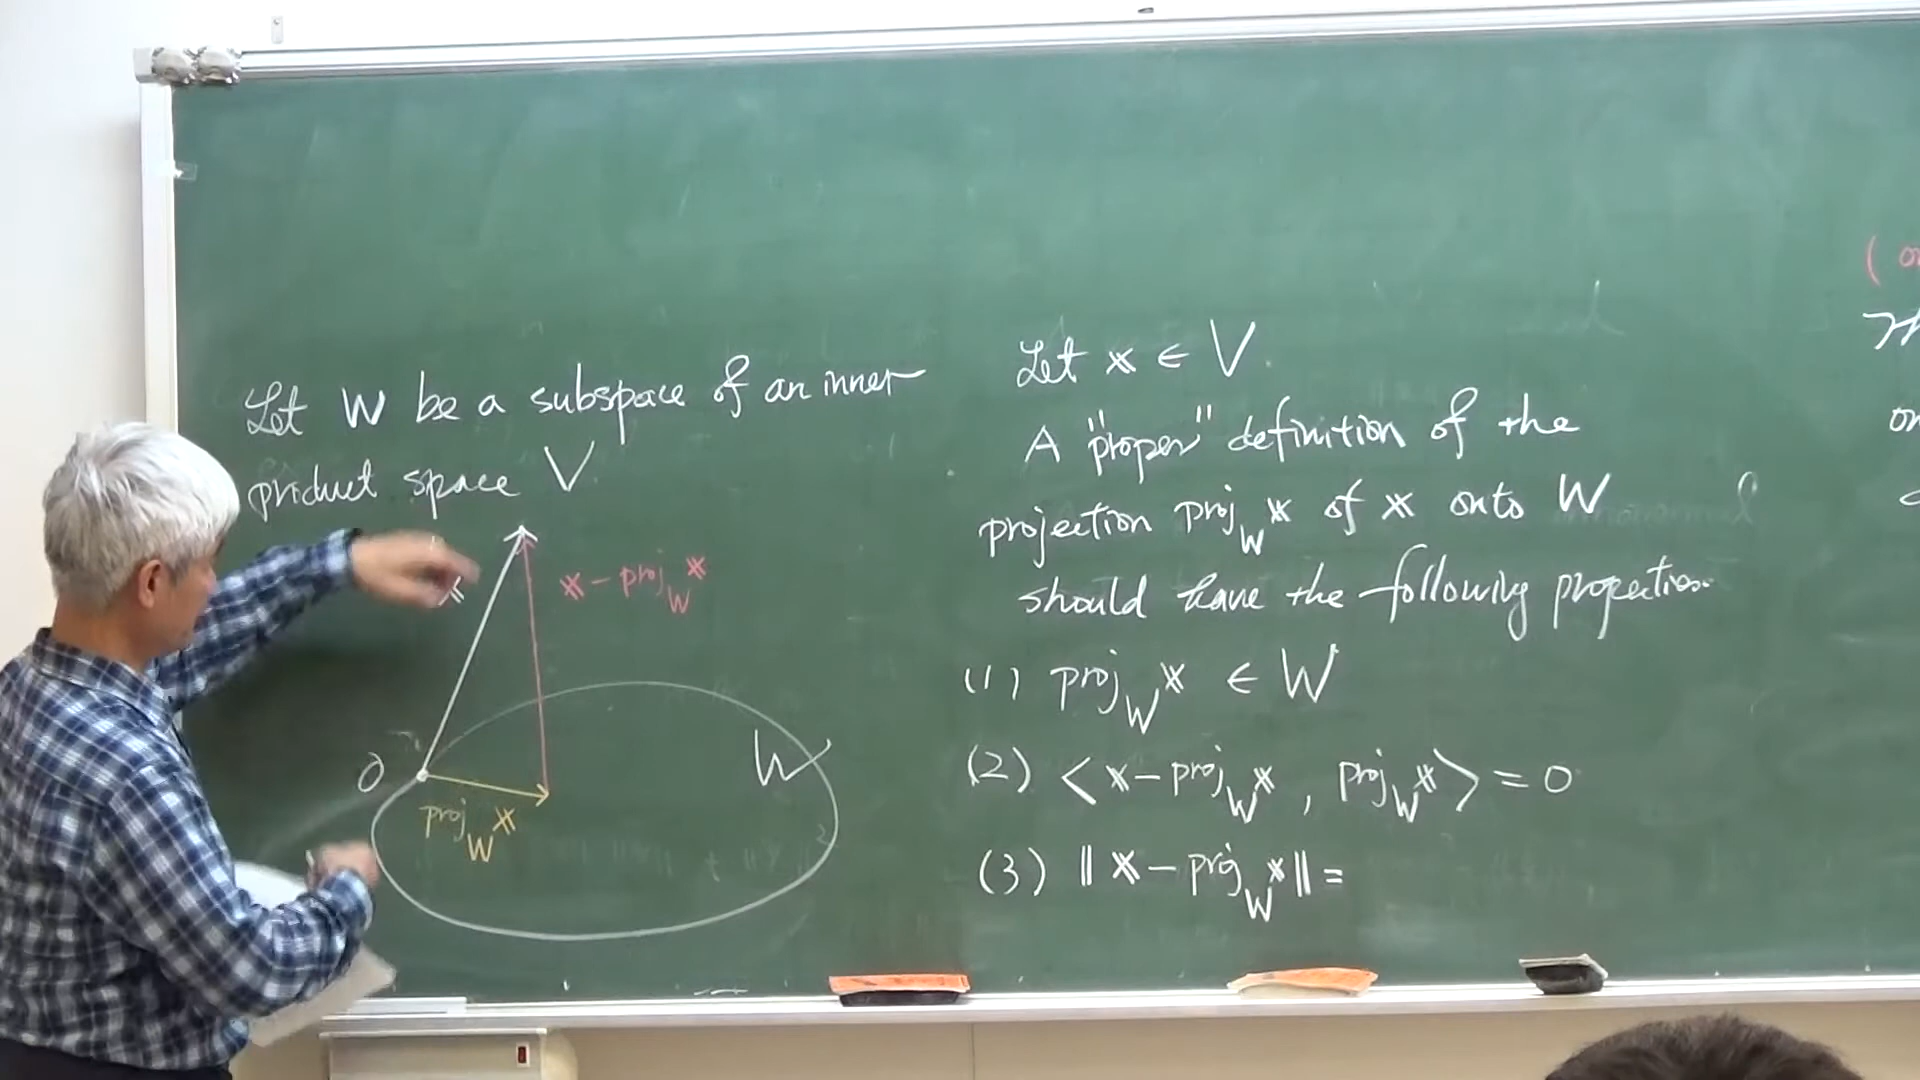 Let W be a subspace of an inner
product space V
x
x - proj_W x
O
W
proj_W x
Let x ∈ V.
A "proper" definition of the
projection proj_W x of x onto W
should have the following properties.
(1) proj_W x ∈ W
(2) < x - proj_W x , proj_W x > = 0
(3) || x - proj_W x || =